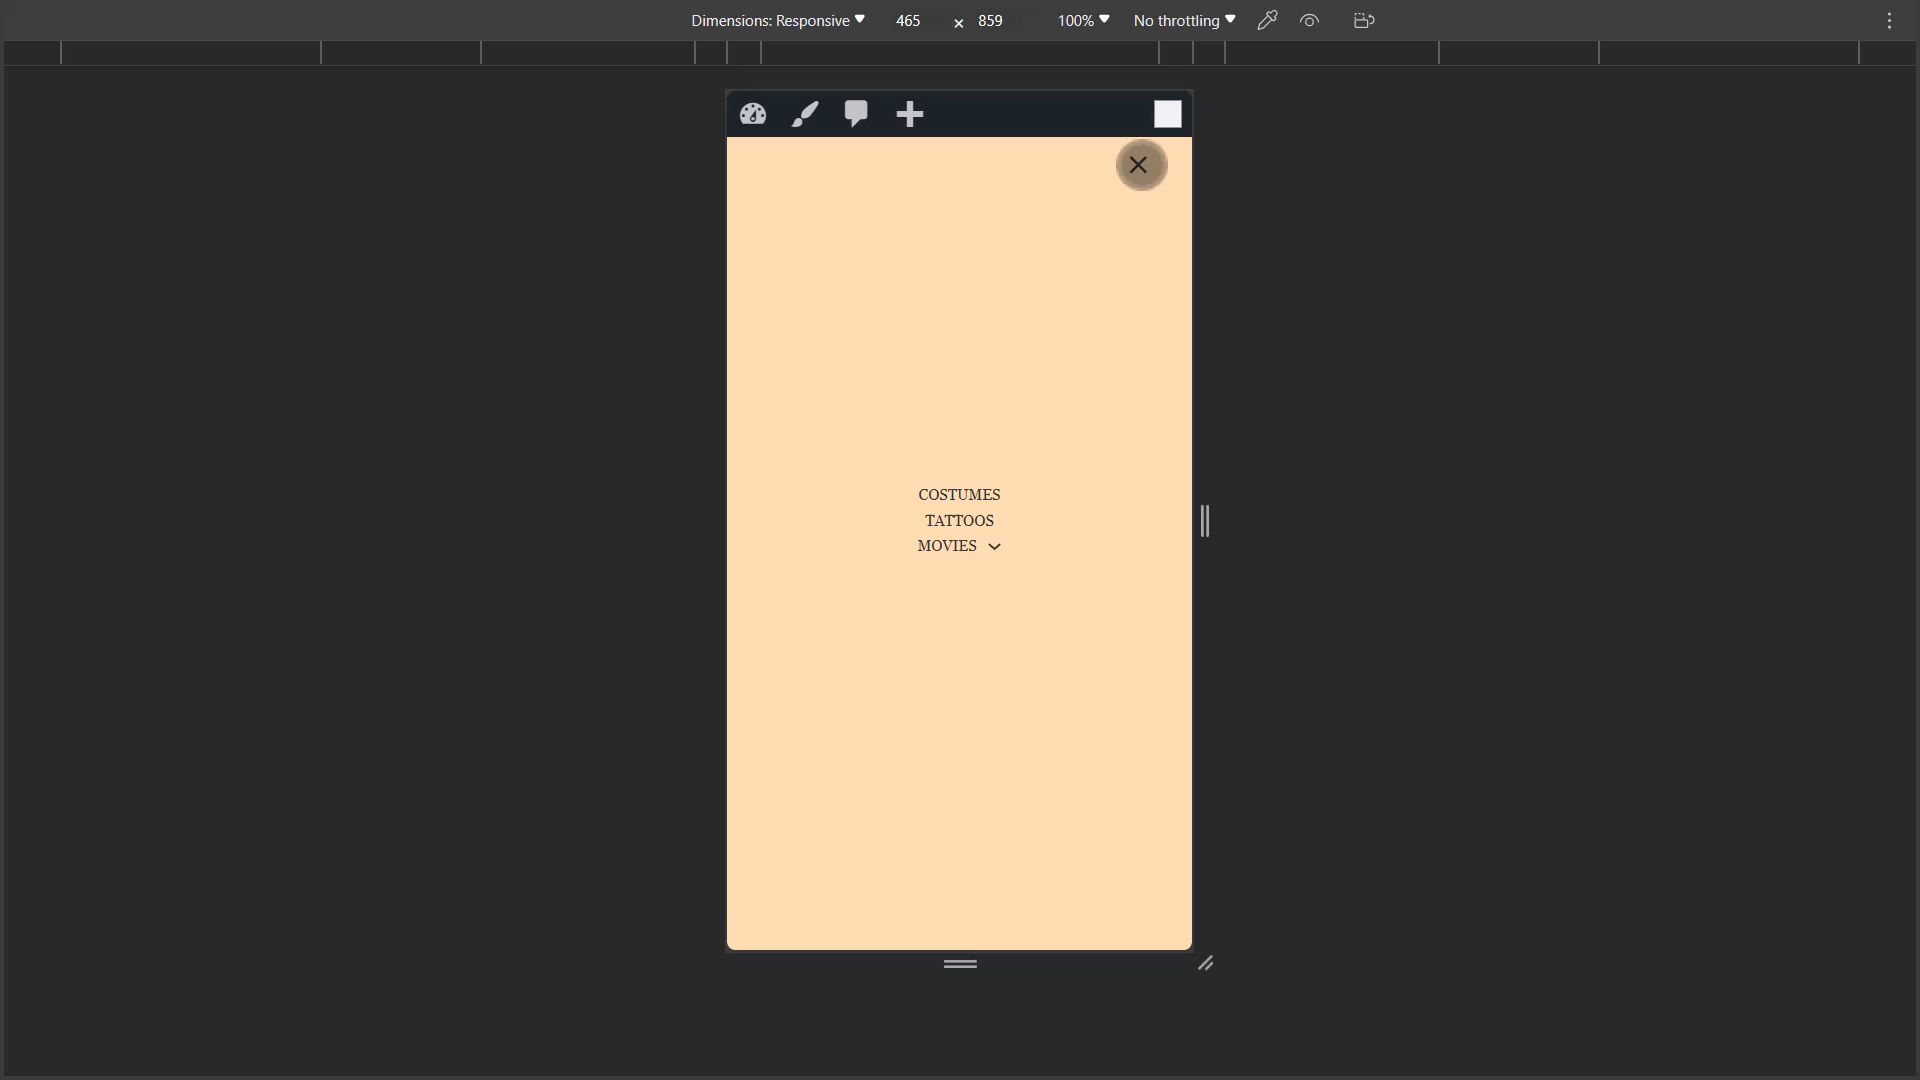 Dimensions: Responsive 465 × 859 100% No throttling
COSTUMES
TATTOOS
MOVIES